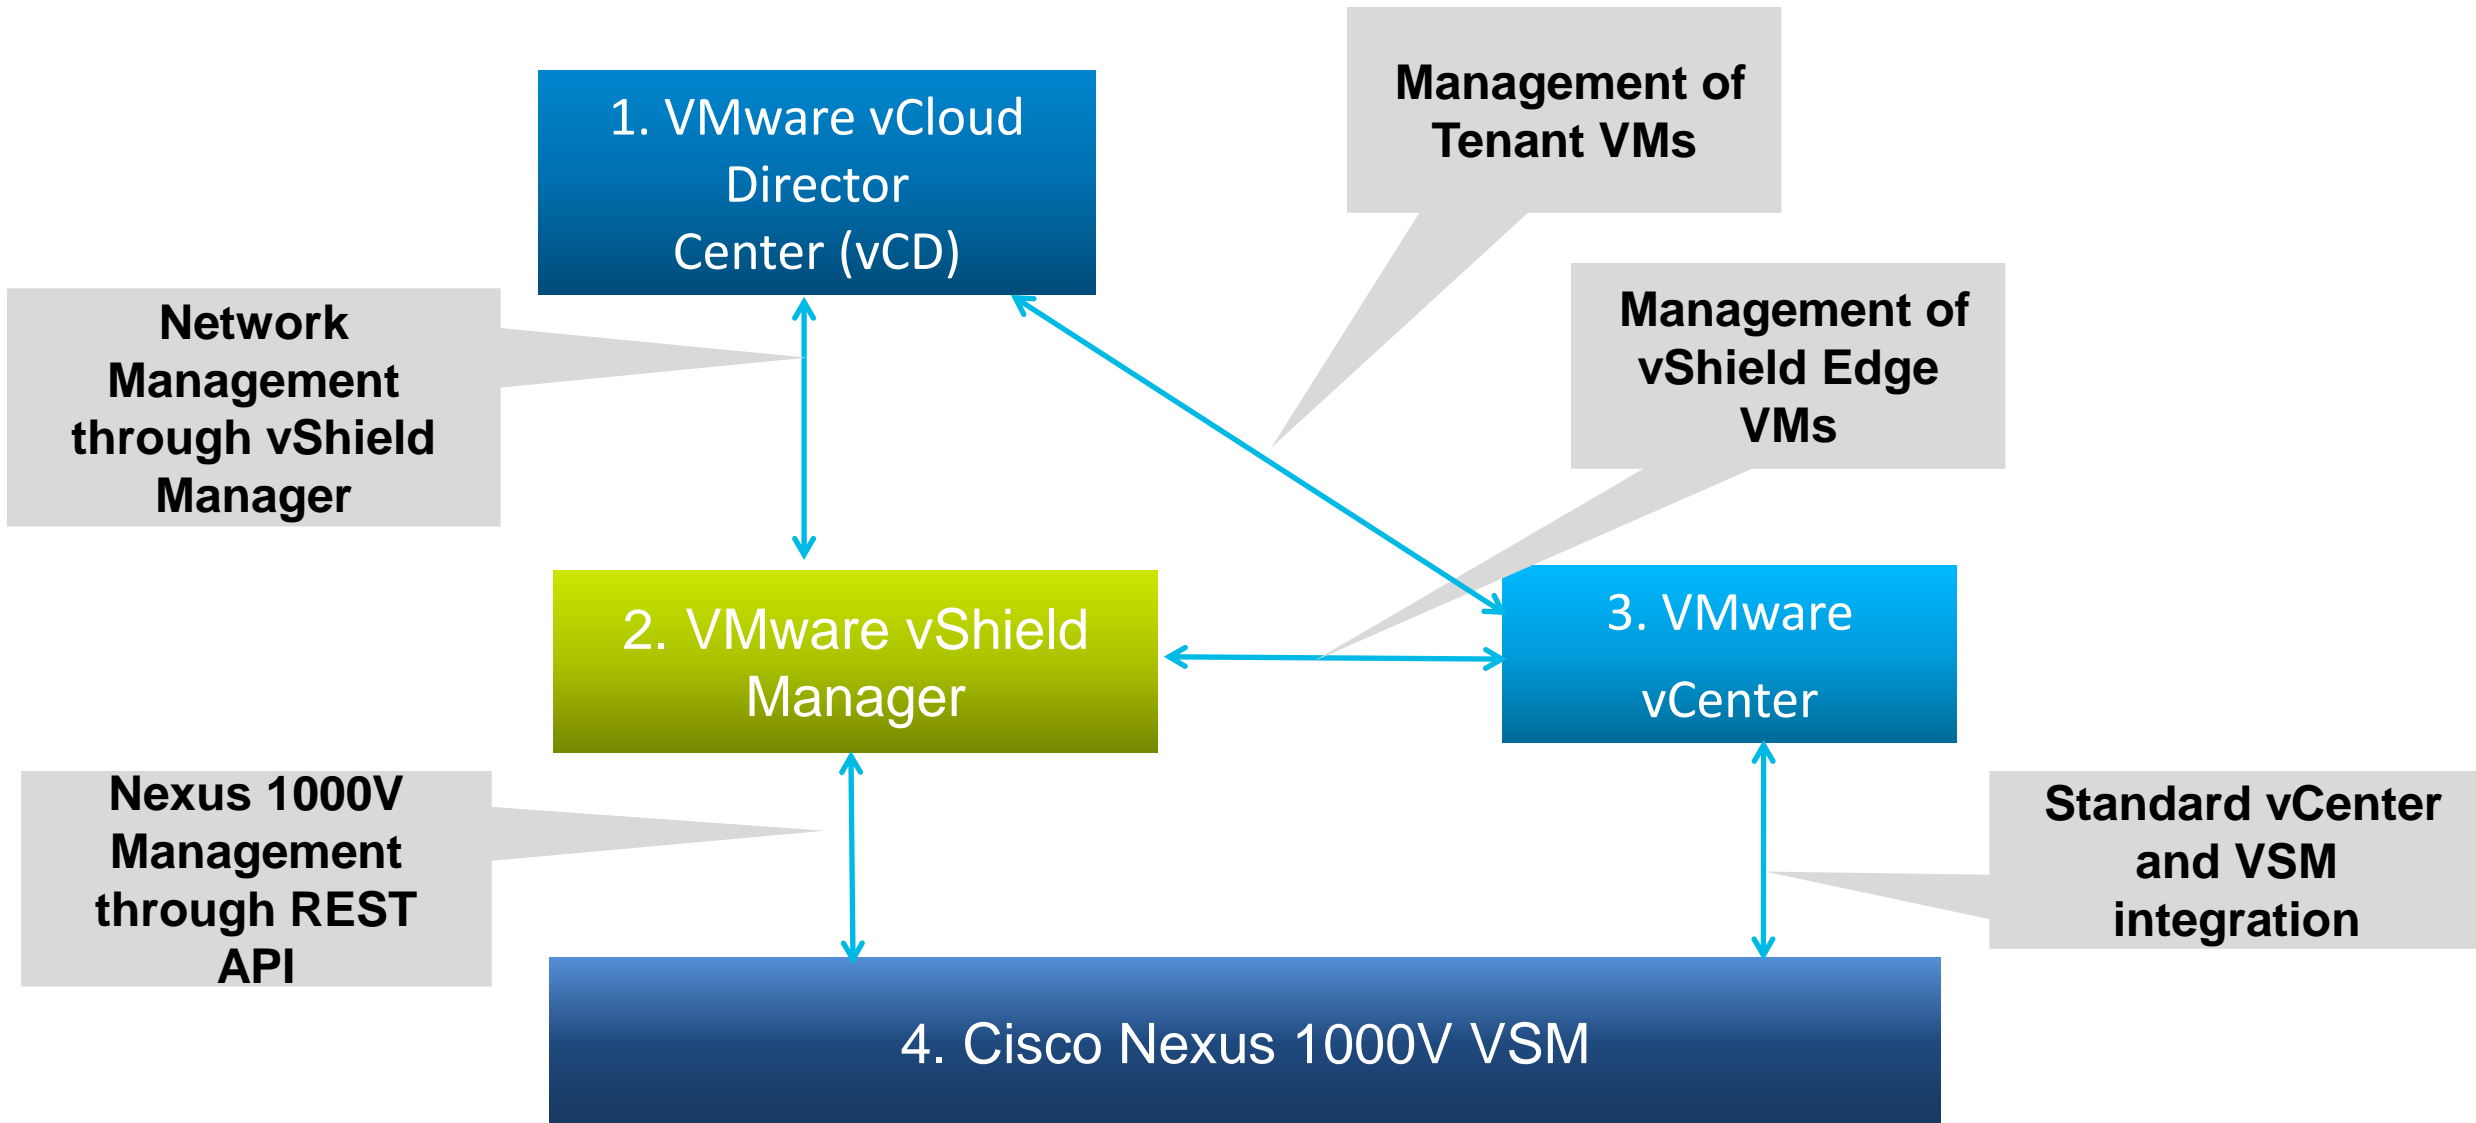 Management of
Tenant VMs
1. VMware vCloud
Director
Center (vCD)
Management of
vShield Edge
VMs
Network
Management
through vShield
Manager
2. VMware vShield
Manager
3. VMware
vCenter
Nexus 1000V
Management
through REST
API
Standard vCenter
and VSM
integration
4. Cisco Nexus 1000V VSM